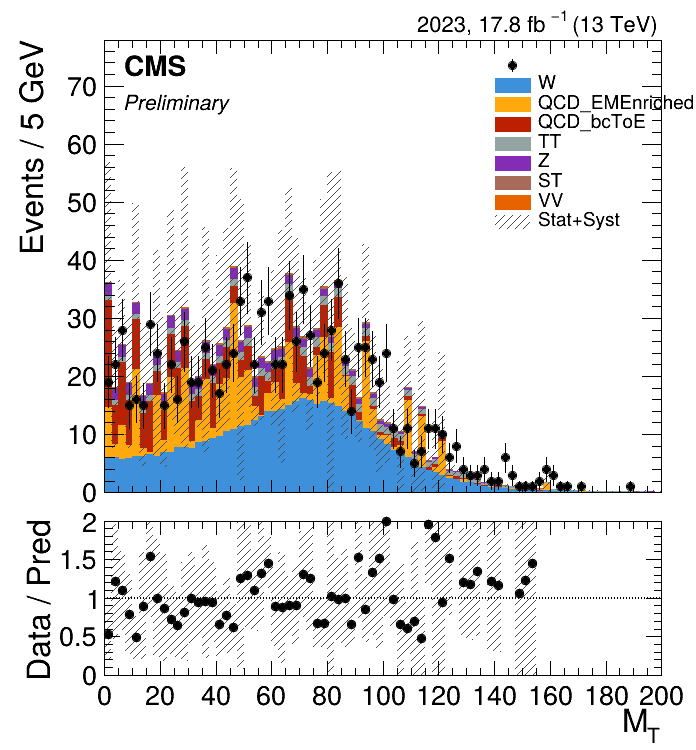 2023, 17.8 fb⁻¹ (13 TeV)
CMS
Preliminary
W
QCD_EMEnriched
QCD_bcToE
TT
Z
ST
VV
Stat+Syst
Events / 5 GeV
70
60
50
40
30
20
10
0
Data / Pred
2
1.5
1
0.5
0
0 20 40 60 80 100 120 140 160 180 200
M_T